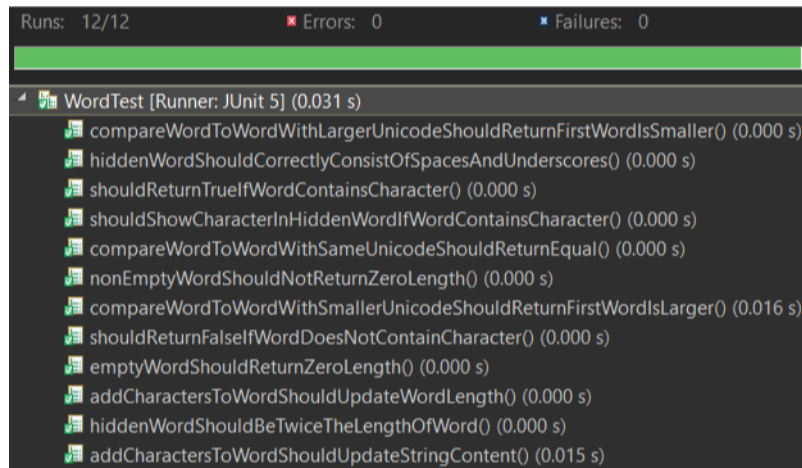 Runs: 12/12 Errors: 0 Failures: 0
WordTest [Runner: JUnit 5] (0.031 s)
compareWordToWordWithLargerUnicodeShouldReturnFirstWordIsSmaller() (0.000 s)
hiddenWordShouldCorrectlyConsistOfSpacesAndUnderscores() (0.000 s)
shouldReturnTrueIfWordContainsCharacter() (0.000 s)
shouldShowCharacterInHiddenWordIfWordContainsCharacter() (0.000 s)
compareWordToWordWithSameUnicodeShouldReturnEqual() (0.000 s)
nonEmptyWordShouldNotReturnZeroLength() (0.000 s)
compareWordToWordWithSmallerUnicodeShouldReturnFirstWordIsLarger() (0.016 s)
shouldReturnFalseIfWordDoesNotContainCharacter() (0.000 s)
emptyWordShouldReturnZeroLength() (0.000 s)
addCharactersToWordShouldUpdateWordLength() (0.000 s)
hiddenWordShouldBeTwiceTheLengthOfWord() (0.000 s)
addCharactersToWordShouldUpdateStringContent() (0.015 s)